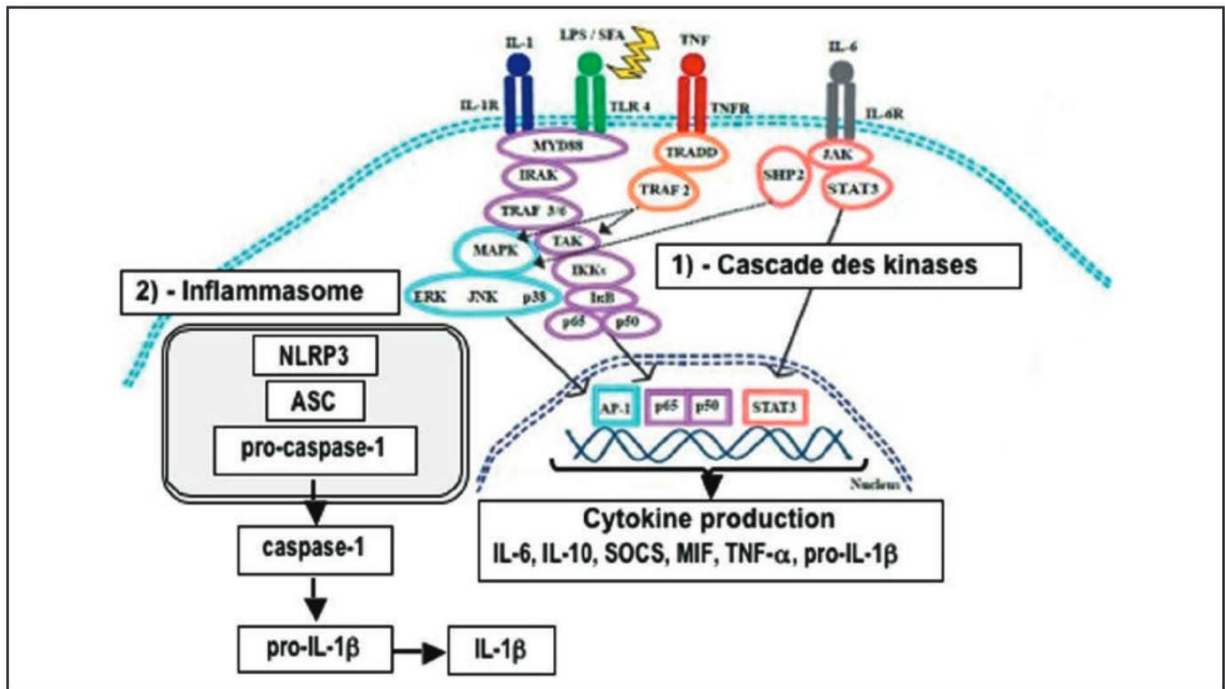 IL-1
LPS / SFA
TNF
IL-6
IL-1R
TLR 4
TNFR
IL-6R
MYD88
TRADD
JAK
IRAK
SHP2
TRAF 2
STAT3
TRAF 3/6
TAK
MAPK
1) - Cascade des kinases
2) - Inflammasome
ERK JNK p38
IκB
p65 p50
NLRP3
ASC
pro-caspase-1
AP-1
p65
p50
STAT3
Nucleus
caspase-1
Cytokine production
IL-6, IL-10, SOCS, MIF, TNF-α, pro-IL-1β
pro-IL-1β
IL-1β